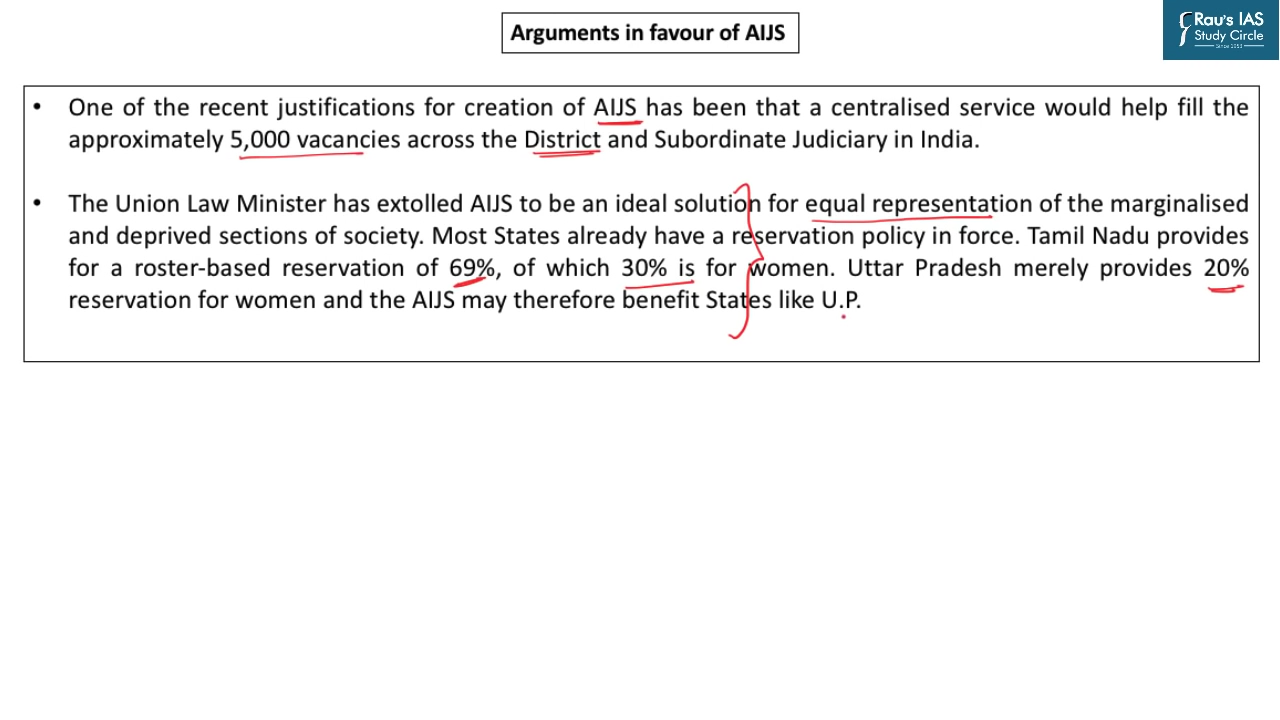 Arguments in favour of AIJS
Rau's IAS
Study Circle
Since 1953
• One of the recent justifications for creation of AIJS has been that a centralised service would help fill the
approximately 5,000 vacancies across the District and Subordinate Judiciary in India.
• The Union Law Minister has extolled AIJS to be an ideal solution for equal representation of the marginalised
and deprived sections of society. Most States already have a reservation policy in force. Tamil Nadu provides
for a roster-based reservation of 69%, of which 30% is for women. Uttar Pradesh merely provides 20%
reservation for women and the AIJS may therefore benefit States like U.P.